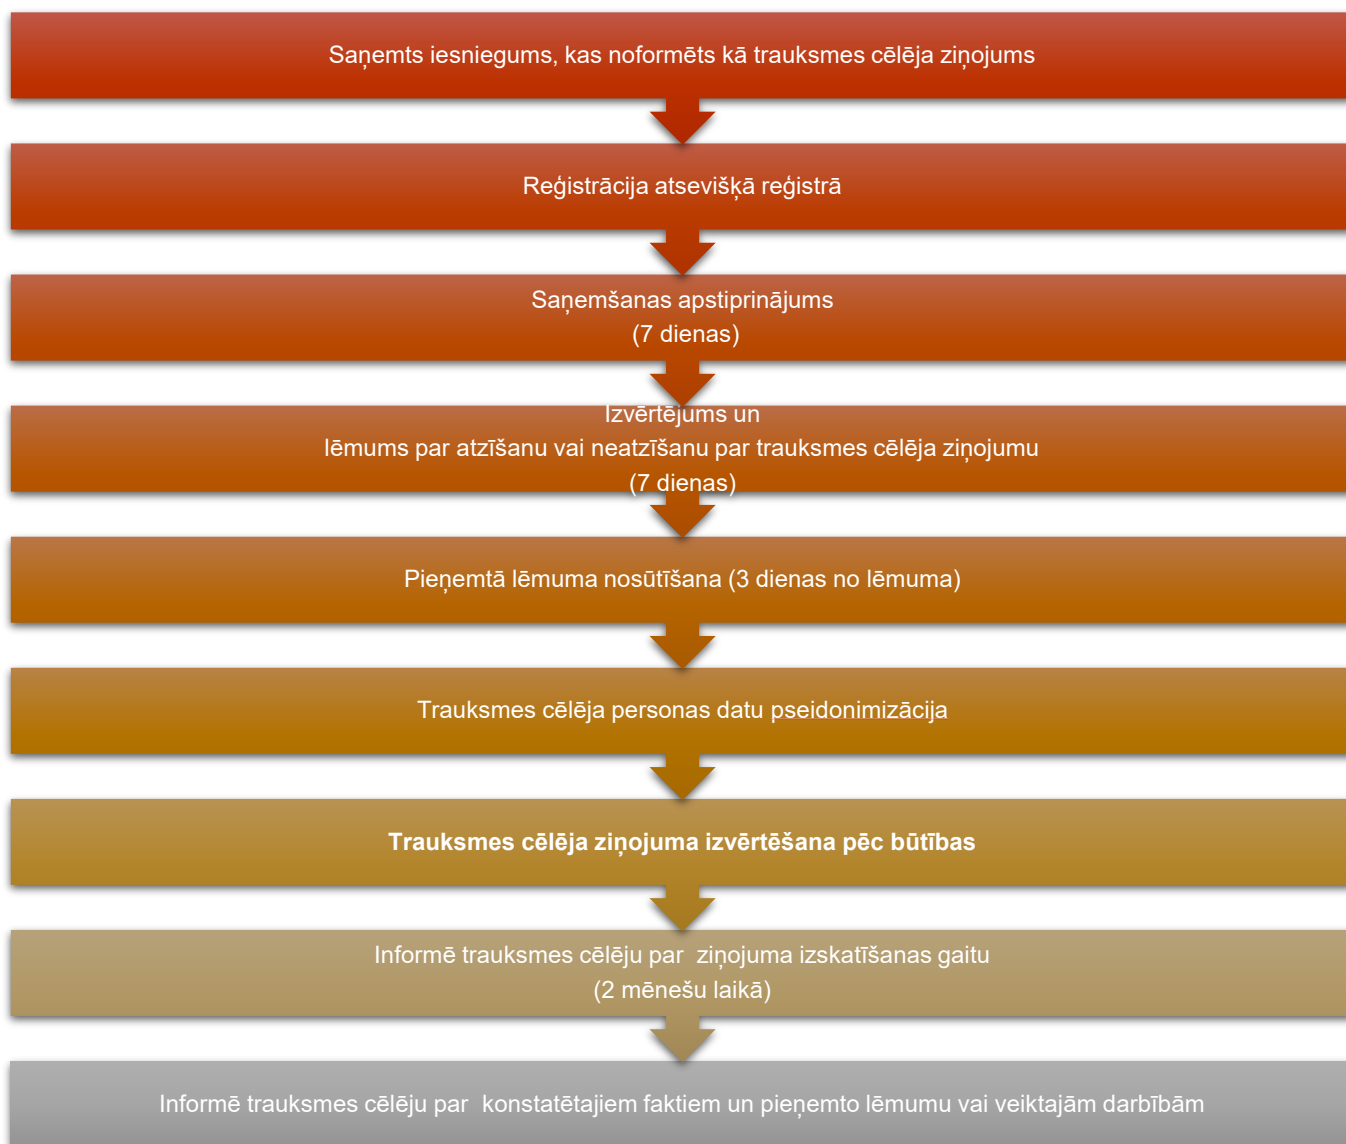 Saņemts iesniegums, kas noformēts kā trauksmes cēlēja ziņojums
Reģistrācija atsevišķā reģistrā
Saņemšanas apstiprinājums
(7 dienas)
Izvērtējums un
lēmums par atzīšanu vai neatzīšanu par trauksmes cēlēja ziņojumu
(7 dienas)
Pieņemtā lēmuma nosūtīšana (3 dienas no lēmuma)
Trauksmes cēlēja personas datu pseidonimizācija
Trauksmes cēlēja ziņojuma izvērtēšana pēc būtības
Informē trauksmes cēlēju par  ziņojuma izskatīšanas gaitu
(2 mēnešu laikā)
Informē trauksmes cēlēju par  konstatētajiem faktiem un pieņemto lēmumu vai veiktajām darbībām